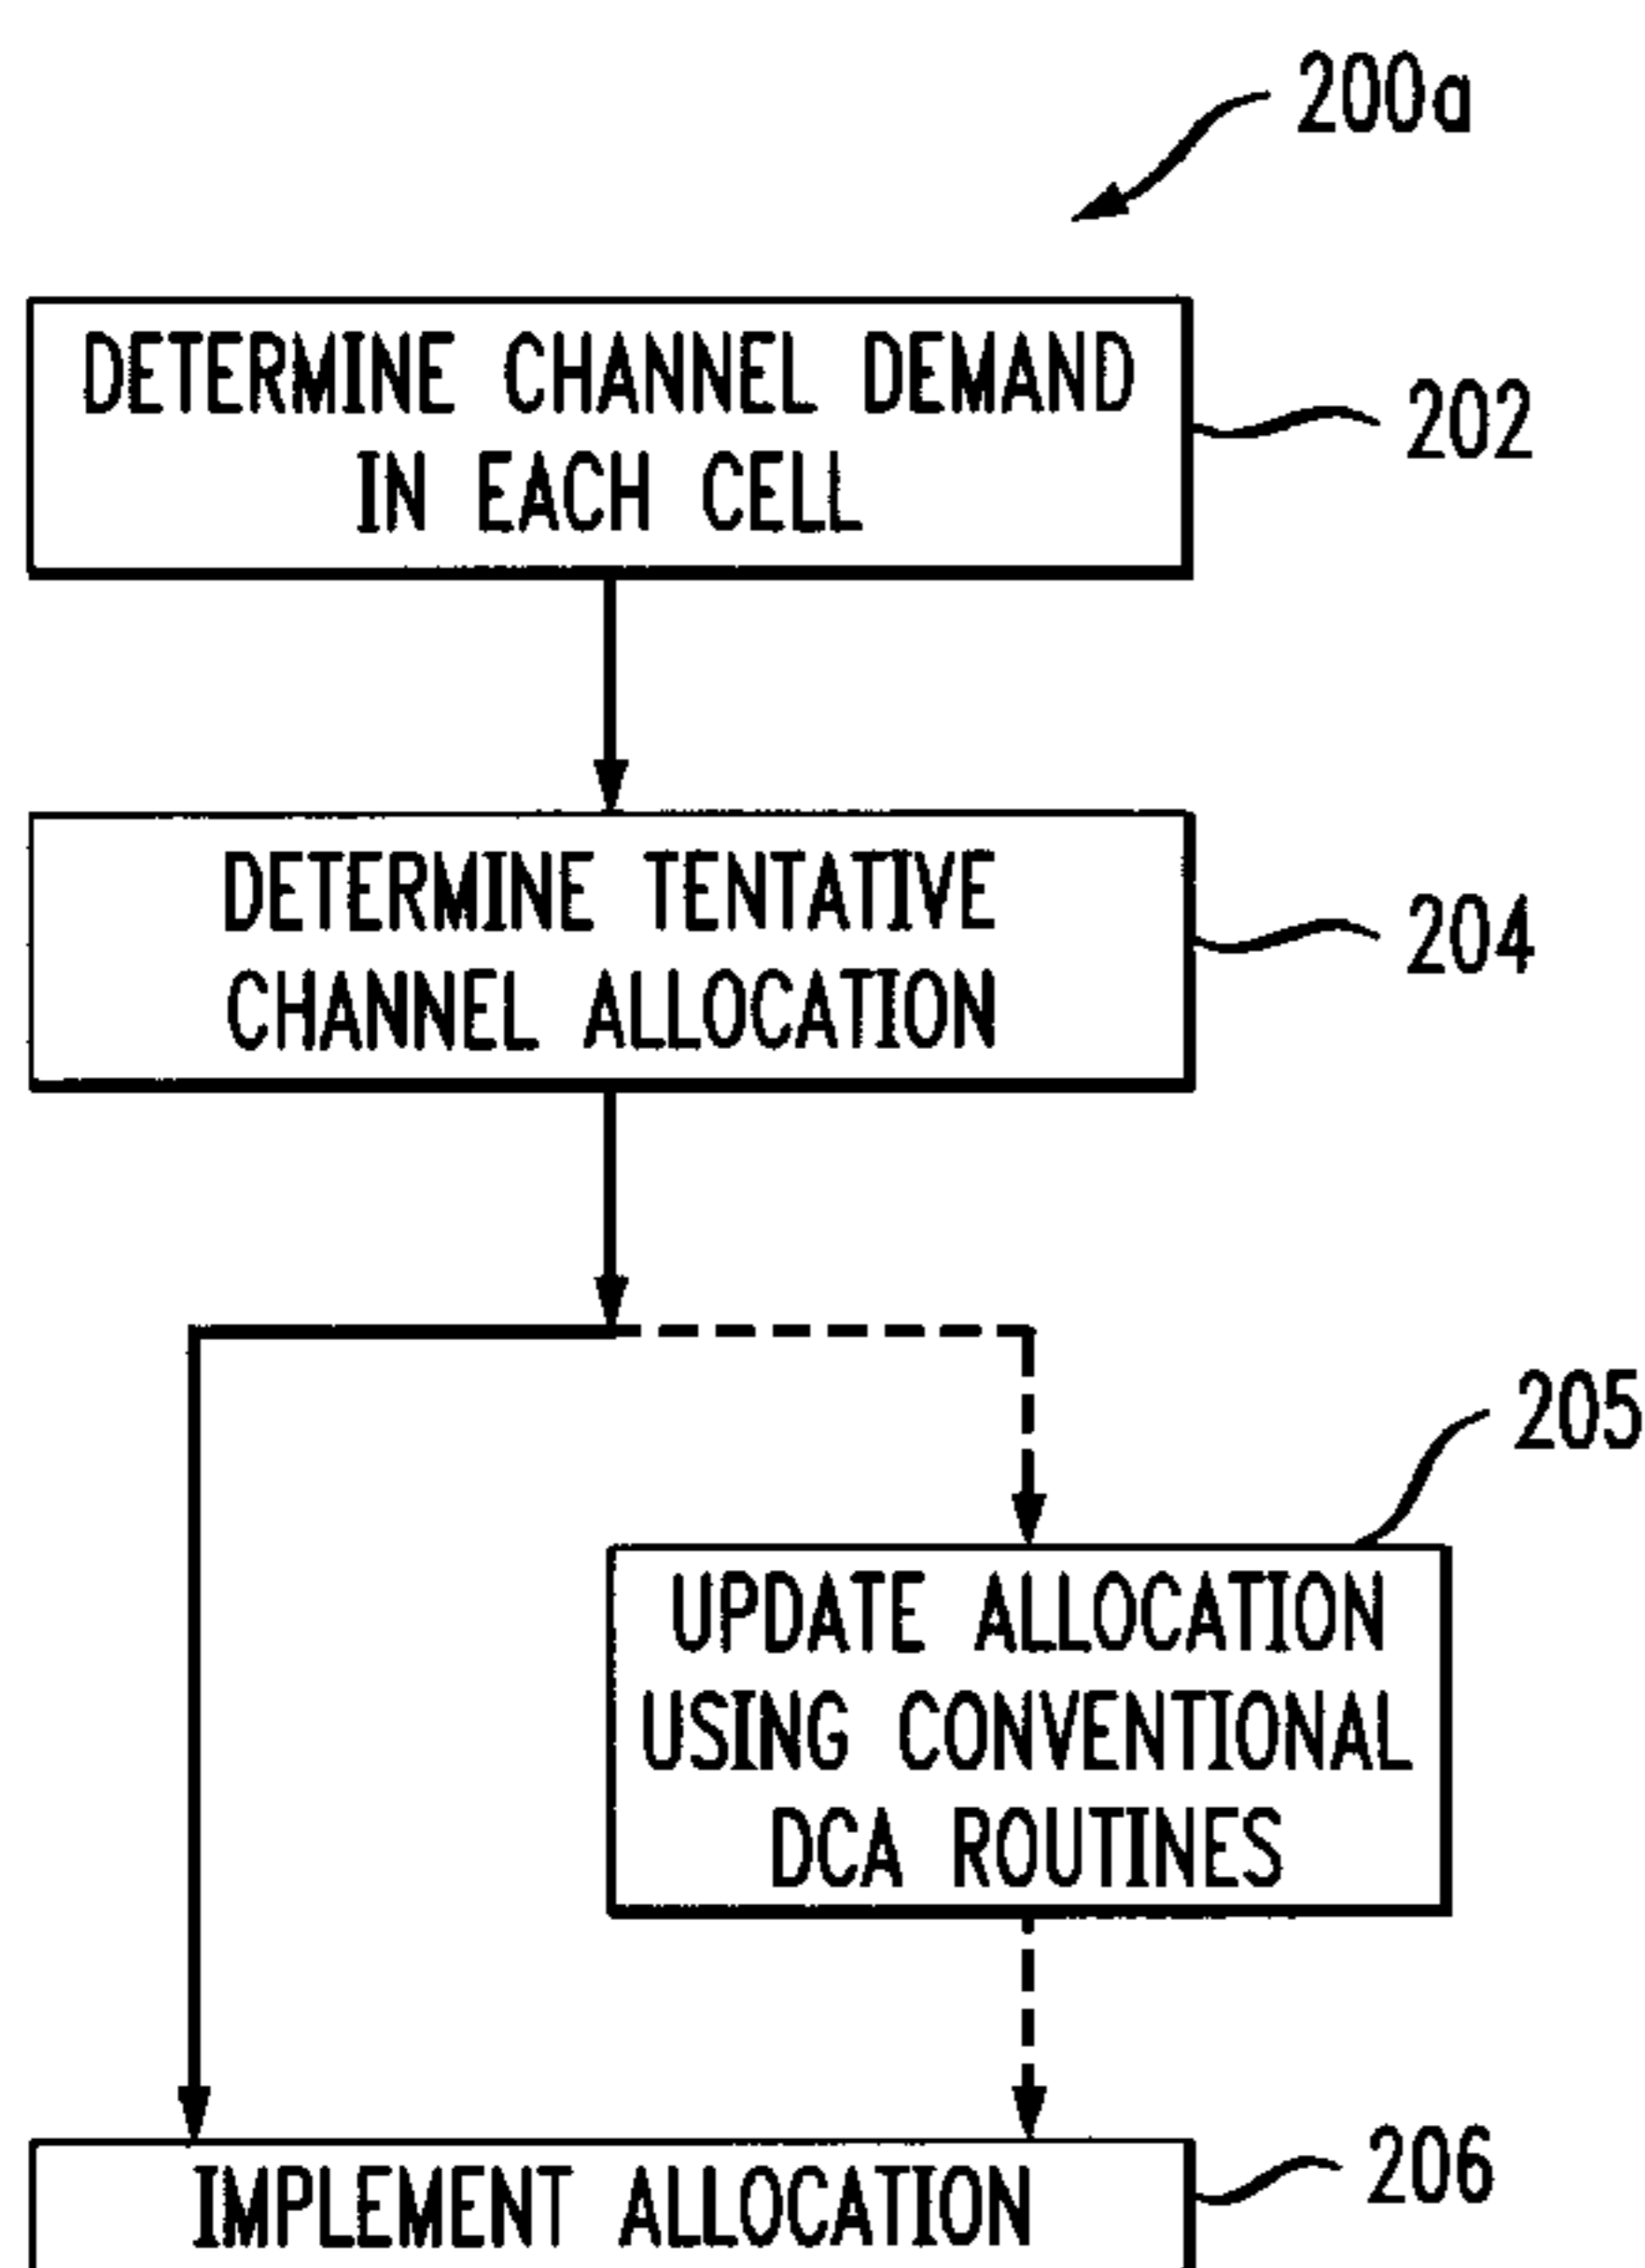 200a
DETERMINE CHANNEL DEMAND
IN EACH CELL
202
DETERMINE TENTATIVE
CHANNEL ALLOCATION
204
205
UPDATE ALLOCATION
USING CONVENTIONAL
DCA ROUTINES
IMPLEMENT ALLOCATION
206